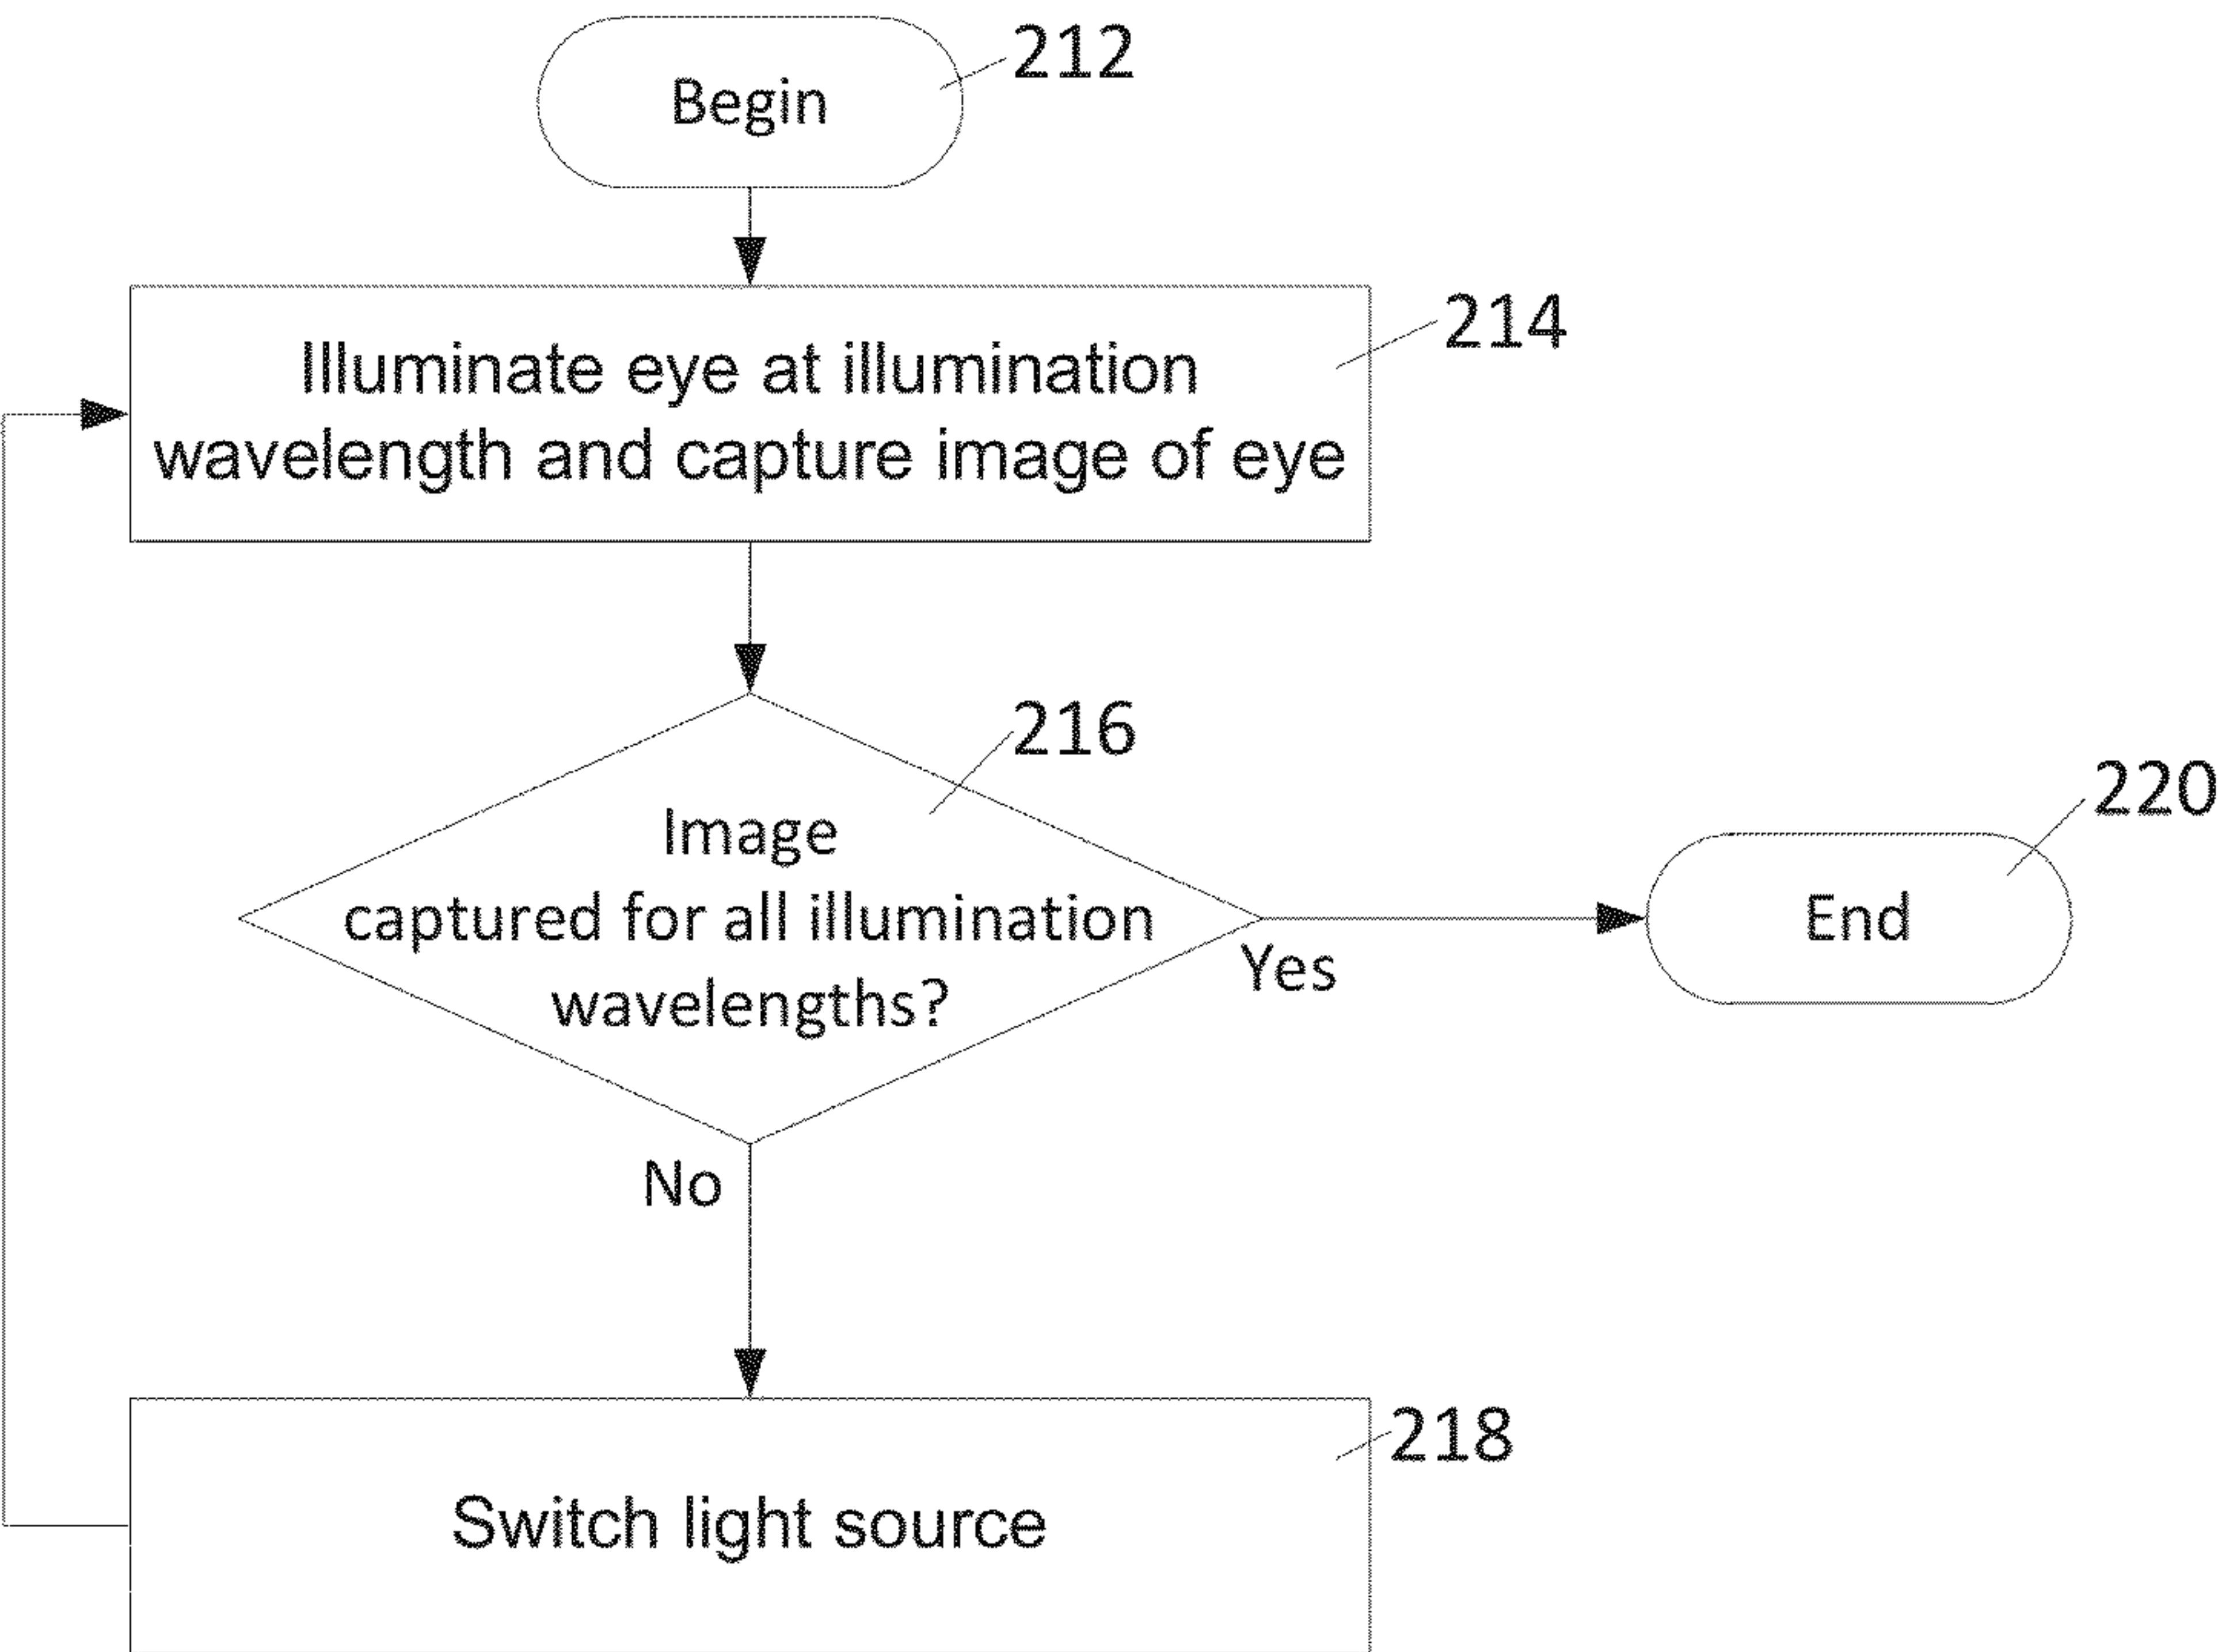 212
Begin
214
Illuminate eye at illumination
wavelength and capture image of eye
216
Image
captured for all illumination
wavelengths?
220
End
Yes
No
218
Switch light source